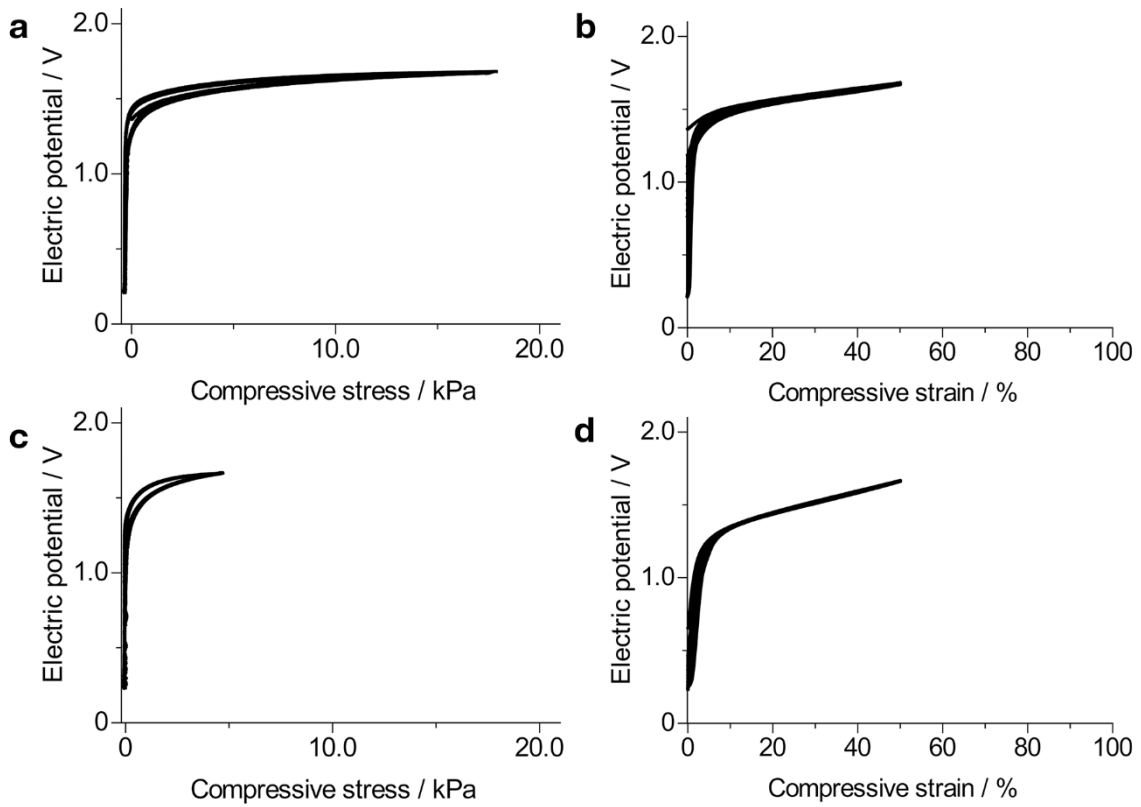 a
Electric potential / V
2.0
1.0
0
0
10.0
20.0
Compressive stress / kPa
b
Electric potential / V
2.0
1.0
0
0
20
40
60
80
100
Compressive strain / %
c
Electric potential / V
2.0
1.0
0
0
10.0
20.0
Compressive stress / kPa
d
Electric potential / V
2.0
1.0
0
0
20
40
60
80
100
Compressive strain / %